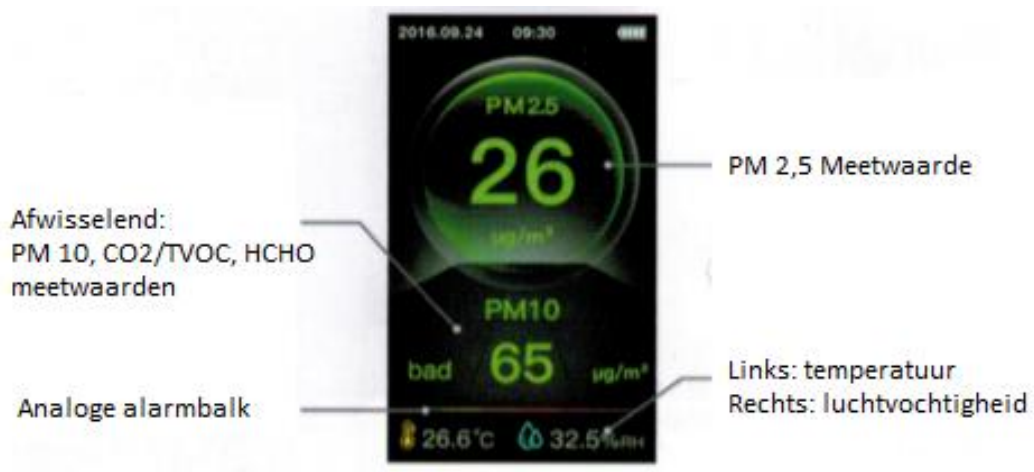 2016.09.24 09:30
PM2.5
26
µg/m³
PM 2,5 Meetwaarde
Afwisselend:
PM 10, CO2/TVOC, HCHO
meetwaarden
PM10
bad 65 µg/m³
Analoge alarmbalk
Links: temperatuur
Rechts: luchtvochtigheid
26.6°C 32.5%RH